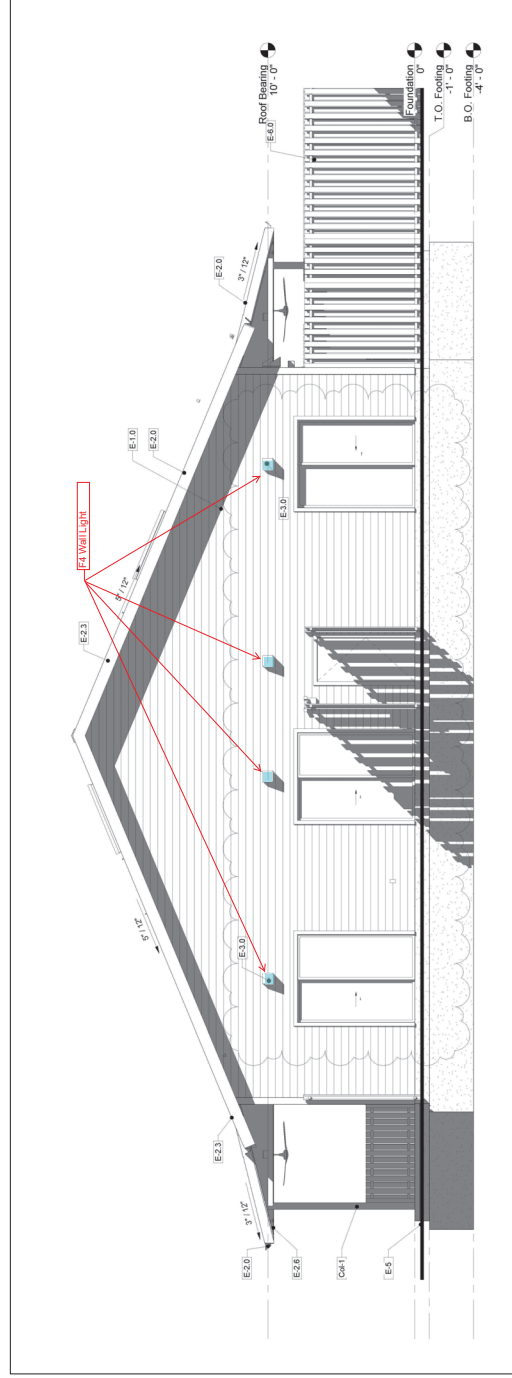 F4 Wall Light
E-2.3
5" / 12"
E-1.0
E-2.0
E-2.0
3" / 12"
Roof Bearing
10' - 0"
E-6.0
5" / 12"
E-2.3
3" / 12"
E-2.0
E-2.6
E-3.0
E-3.0
Col-1
E-5
Foundation
0"
T.O. Footing
-1' - 0"
B.O. Footing
-4' - 0"